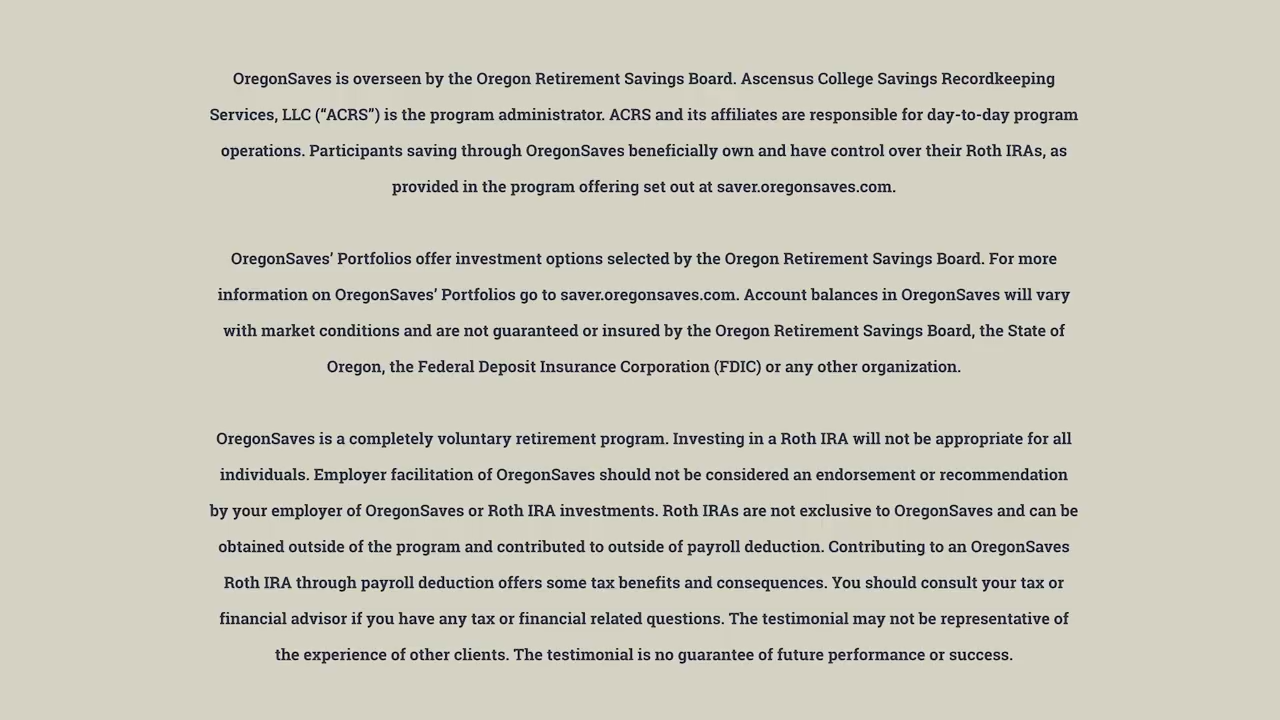 OregonSaves is overseen by the Oregon Retirement Savings Board. Ascensus College Savings Recordkeeping
Services, LLC (“ACRS”) is the program administrator. ACRS and its affiliates are responsible for day-to-day program
operations. Participants saving through OregonSaves beneficially own and have control over their Roth IRAs, as
provided in the program offering set out at saver.oregonsaves.com.
OregonSaves’ Portfolios offer investment options selected by the Oregon Retirement Savings Board. For more
information on OregonSaves’ Portfolios go to saver.oregonsaves.com. Account balances in OregonSaves will vary
with market conditions and are not guaranteed or insured by the Oregon Retirement Savings Board, the State of
Oregon, the Federal Deposit Insurance Corporation (FDIC) or any other organization.
OregonSaves is a completely voluntary retirement program. Investing in a Roth IRA will not be appropriate for all
individuals. Employer facilitation of OregonSaves should not be considered an endorsement or recommendation
by your employer of OregonSaves or Roth IRA investments. Roth IRAs are not exclusive to OregonSaves and can be
obtained outside of the program and contributed to outside of payroll deduction. Contributing to an OregonSaves
Roth IRA through payroll deduction offers some tax benefits and consequences. You should consult your tax or
financial advisor if you have any tax or financial related questions. The testimonial may not be representative of
the experience of other clients. The testimonial is no guarantee of future performance or success.